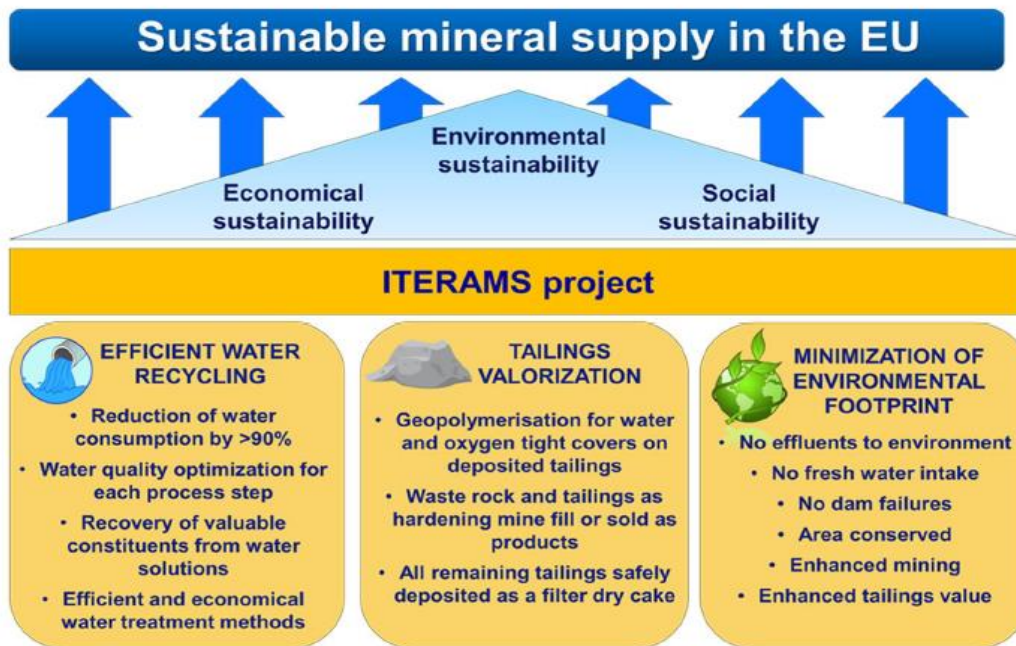 Sustainable mineral supply in the EU
Environmental
sustainability
Economical
sustainability
Social
sustainability
ITERAMS project
EFFICIENT WATER
RECYCLING
• Reduction of water
consumption by >90%
• Water quality optimization for
each process step
• Recovery of valuable
constituents from water
solutions
• Efficient and economical
water treatment methods
TAILINGS
VALORIZATION
• Geopolymerisation for water
and oxygen tight covers on
deposited tailings
• Waste rock and tailings as
hardening mine fill or sold as
products
• All remaining tailings safely
deposited as a filter dry cake
MINIMIZATION OF
ENVIRONMENTAL
FOOTPRINT
• No effluents to environment
• No fresh water intake
• No dam failures
• Area conserved
• Enhanced mining
• Enhanced tailings value